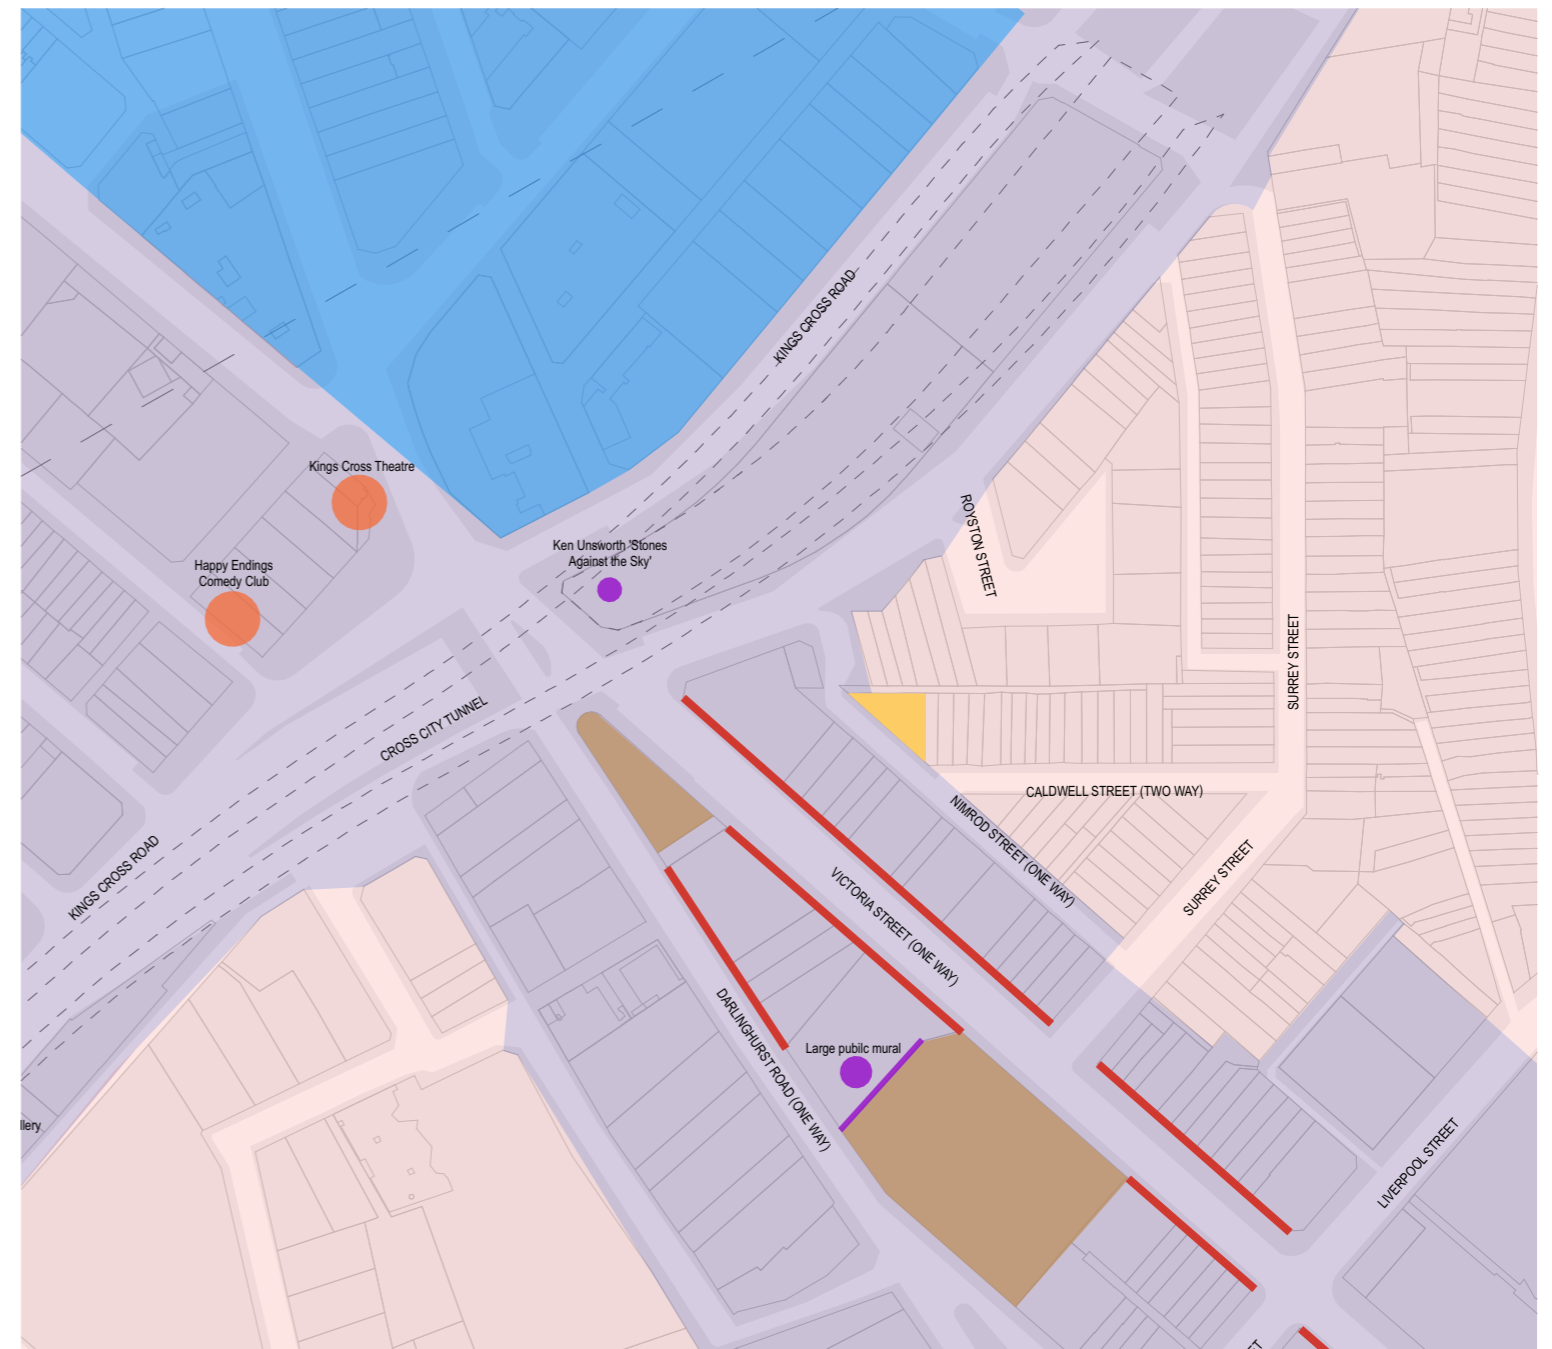 KINGS CROSS ROAD
Kings Cross Theatre
Ken Unsworth 'Stones
Against the Sky'
Happy Endings
Comedy Club
ROYSTON STREET
SURREY STREET
CROSS CITY TUNNEL
CALDWELL STREET (TWO WAY)
NIMROD STREET (ONE WAY)
KINGS CROSS ROAD
VICTORIA STREET (ONE WAY)
SURREY STREET
DARLINGHURST ROAD (ONE WAY)
Large public mural
llery
LIVERPOOL STREET
ET